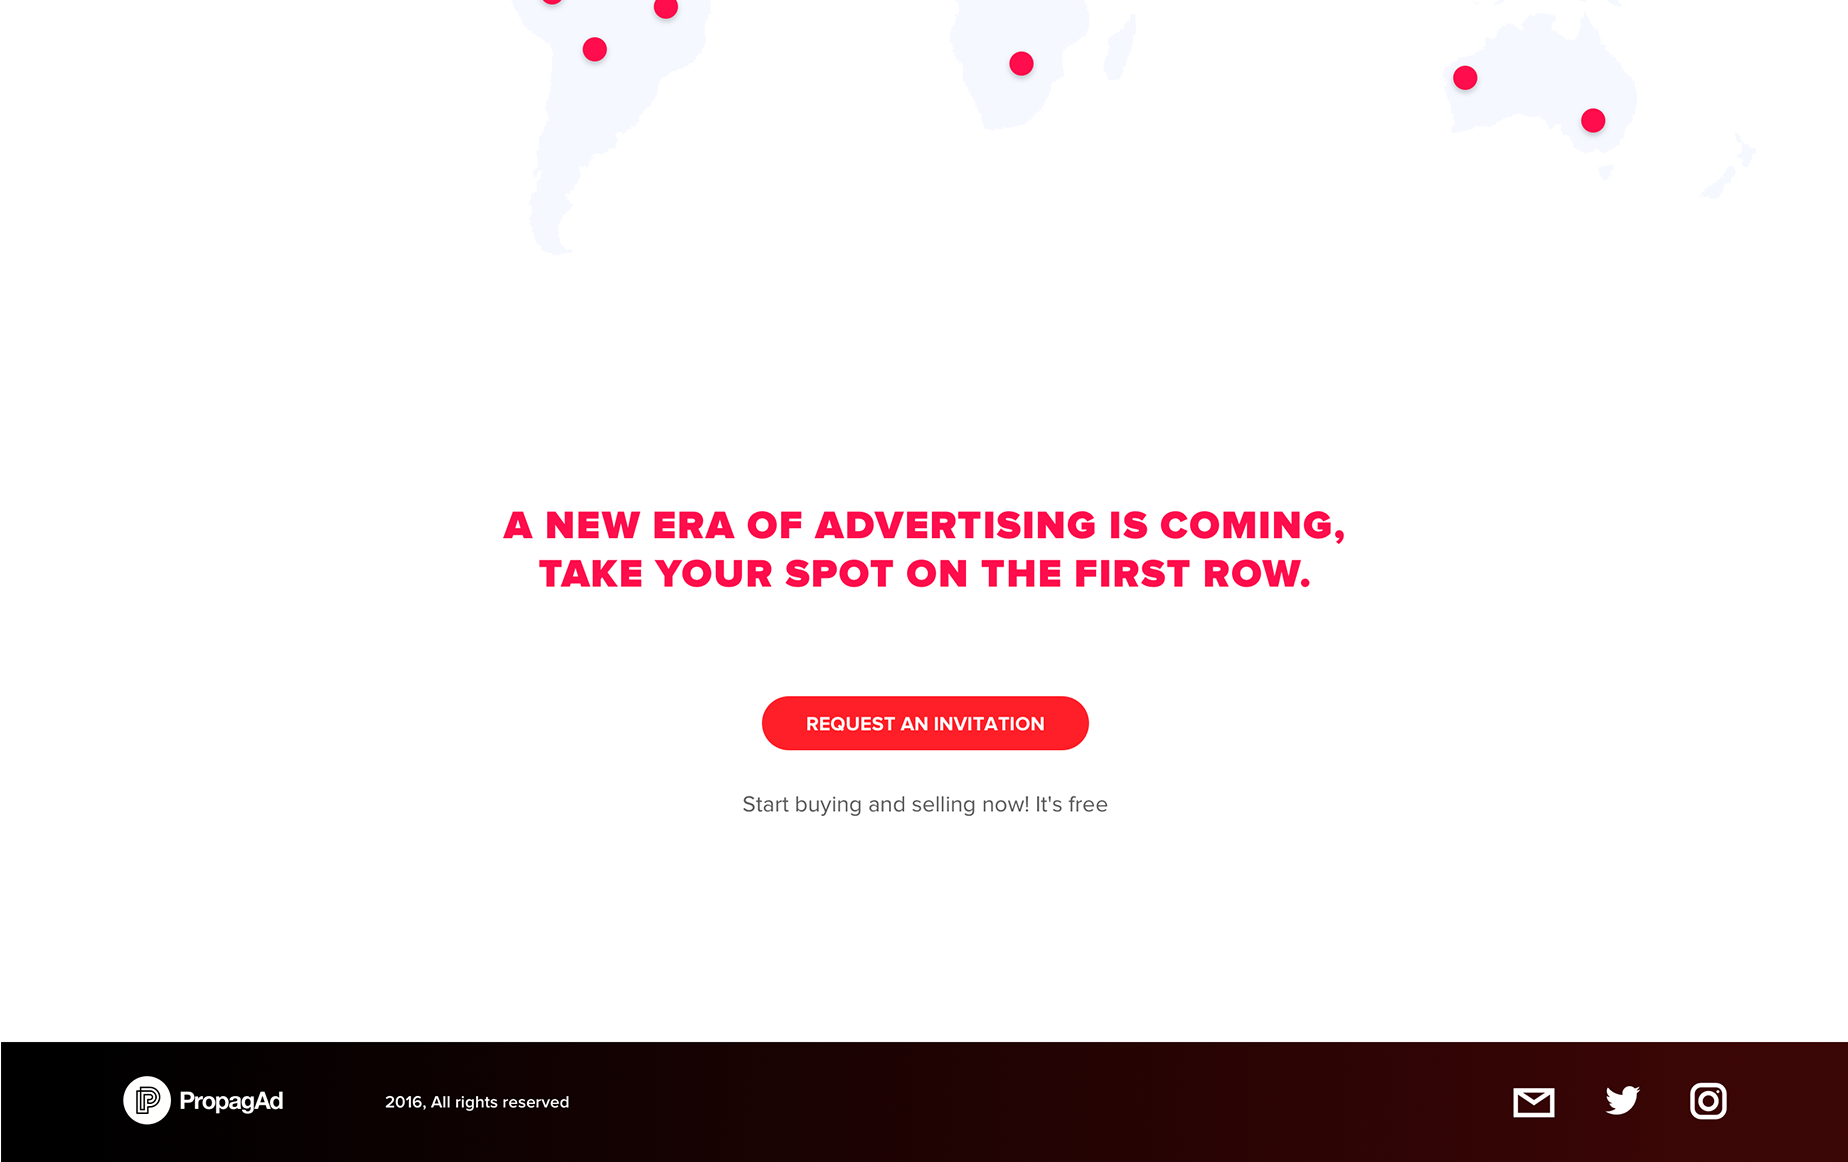 A NEW ERA OF ADVERTISING IS COMING,
TAKE YOUR SPOT ON THE FIRST ROW.
REQUEST AN INVITATION
Start buying and selling now! It's free
PropagAd
2016, All rights reserved